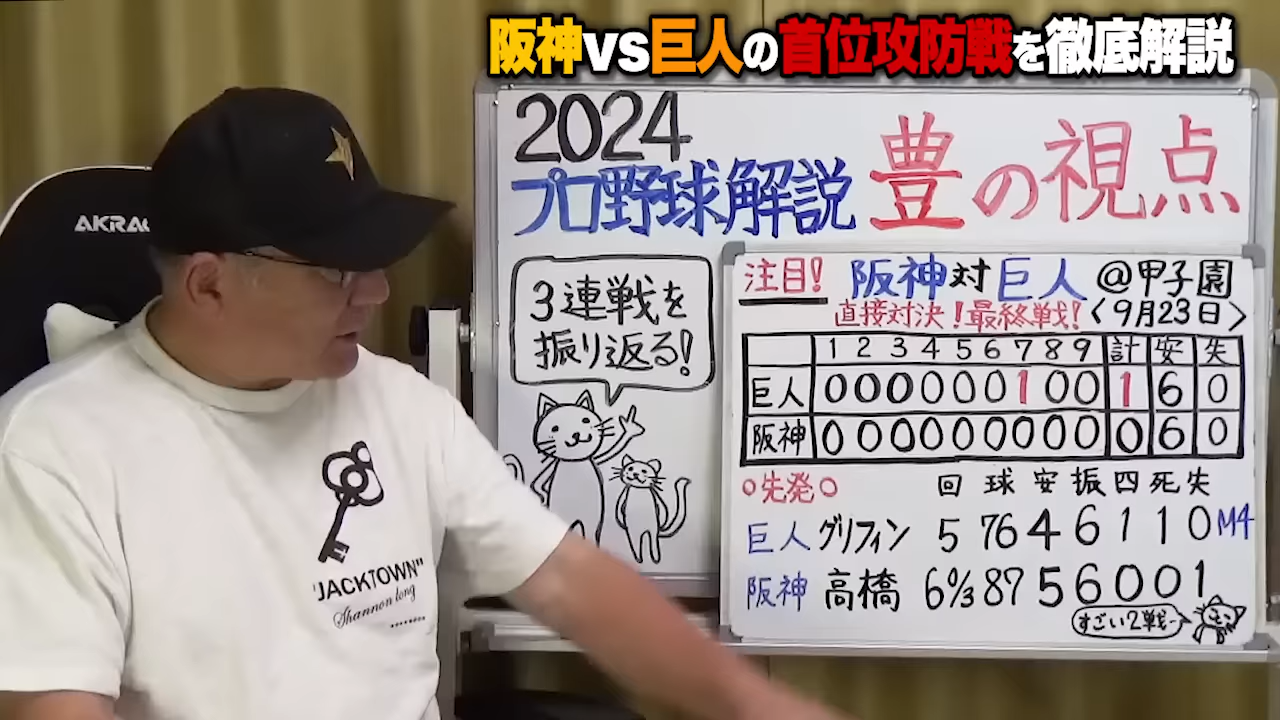 阪神vs巨人の首位攻防戦を徹底解説
2024
プロ野球解説 豊の視点
3連戦を
振り返る!
注目! 阪神対巨人 @甲子園
直接対決!最終戦! <9月23日>
1 2 3 4 5 6 7 8 9 計 安 失
巨人 0 0 0 0 0 0 1 0 0 1 6 0
阪神 0 0 0 0 0 0 0 0 0 0 6 0
○先発○ 回 球 安 振 四 死 失
巨人 グリフィン 5 76 4 6 1 1 0 M4
阪神 高橋 6 0/3 87 5 6 0 0 1
すごい2戦
AKRAC
"JACKTOWN"
Shannon long